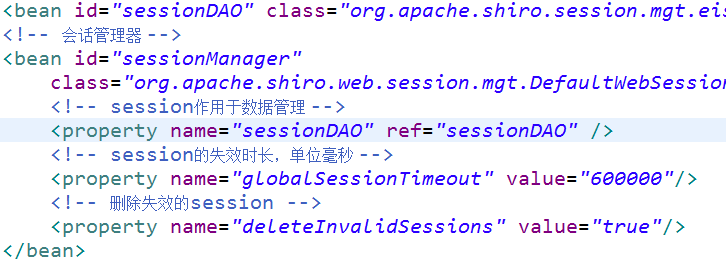 <bean id="sessionDAO" class="org.apache.shiro.session.mgt.eis
<!-- 会话管理器 -->
<bean id="sessionManager"
class="org.apache.shiro.web.session.mgt.DefaultWebSession
<!-- session作用于数据管理 -->
<property name="sessionDAO" ref="sessionDAO" />
<!-- session的失效时长，单位毫秒 -->
<property name="globalSessionTimeout" value="600000"/>
<!-- 删除失效的session -->
<property name="deleteInvalidSessions" value="true"/>
</bean>